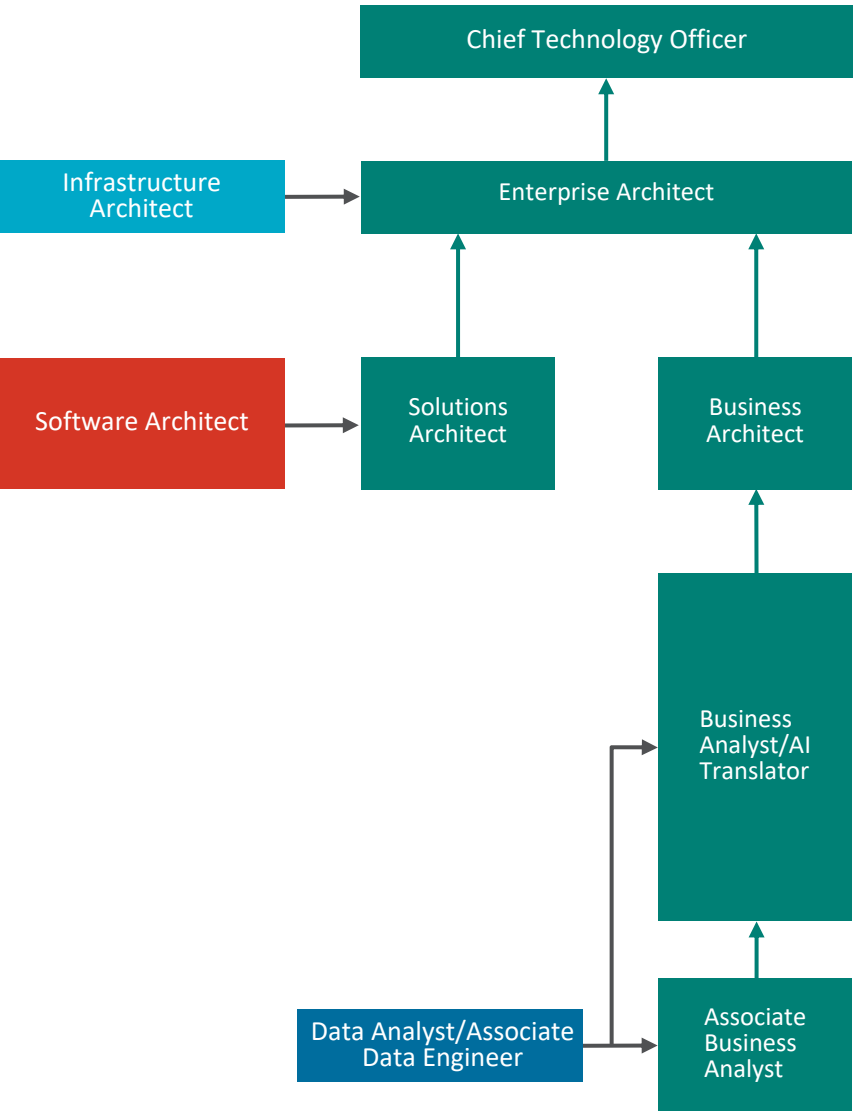 Chief Technology Officer
Infrastructure
Architect
Enterprise Architect
Software Architect
Solutions
Architect
Business
Architect
Business
Analyst/AI
Translator
Data Analyst/Associate
Data Engineer
Associate
Business
Analyst